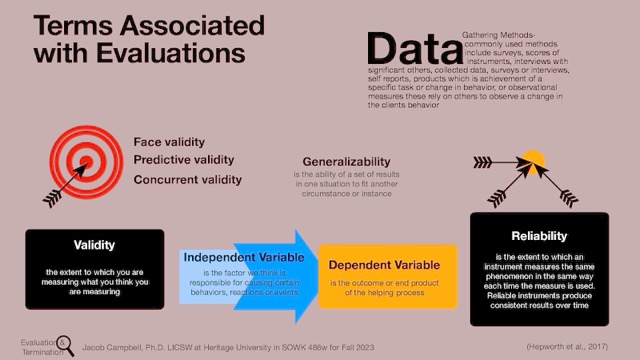 Terms Associated
with Evaluations
Data
Gathering Methods-
commonly used methods
include surveys, scores of
instruments, interviews with
significant others, collected data, surveys or interviews,
self reports, products which is achievement of a
specific task or change in behavior, or observational
measures these rely on others to observe a change in
the clients behavior
Face validity
Predictive validity
Concurrent validity
Generalizability
is the ability of a set of results
in one situation to fit another
circumstance or instance
Validity
the extent to which you are
measuring what you think you
are measuring
Independent Variable
is the factor we think is
responsible for causing certain
behaviors, reactions or events
Dependent Variable
is the outcome or end product
of the helping process
Reliability
is the extent to which an
instrument measures the same
phenomenon in the same way
each time the measure is used.
Reliable instruments produce
consistent results over time
Evaluation &
Termination
Jacob Campbell, Ph.D. LICSW at Heritage University in SOWK 486w for Fall 2023
(Hepworth et al., 2017)